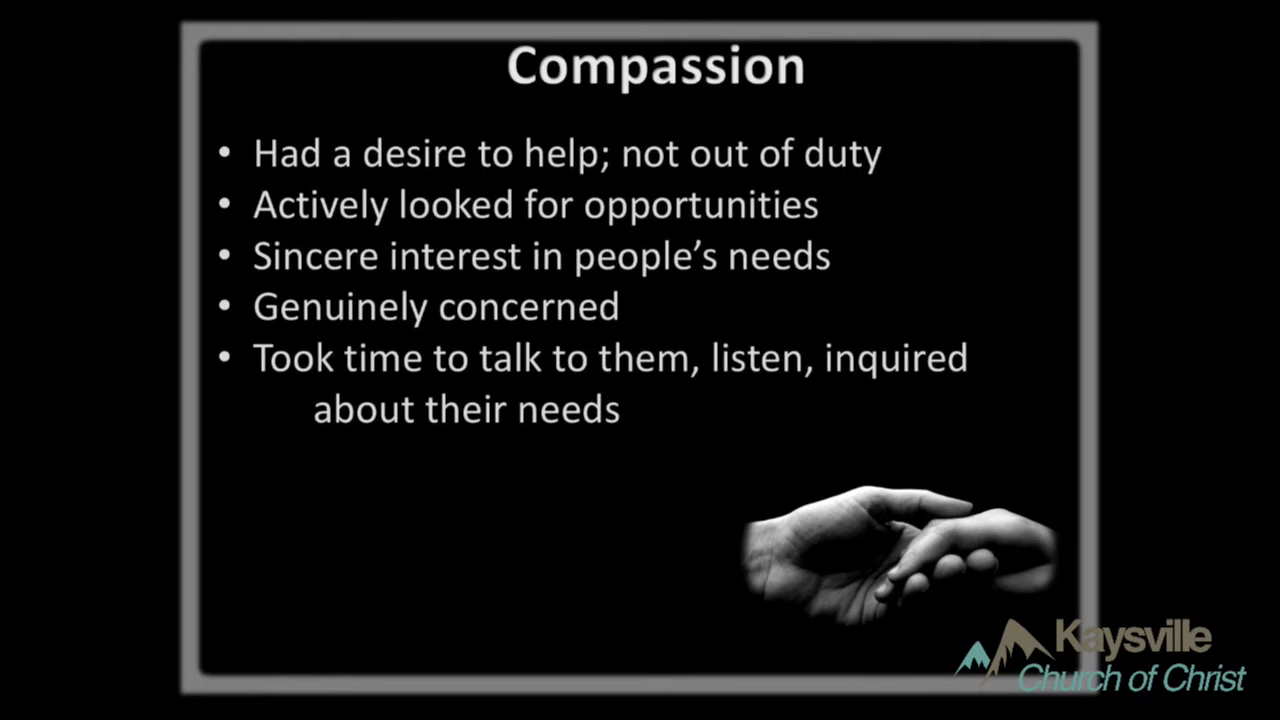 Compassion
• Had a desire to help; not out of duty
• Actively looked for opportunities
• Sincere interest in people’s needs
• Genuinely concerned
• Took time to talk to them, listen, inquired
about their needs
Kaysville
Church of Christ